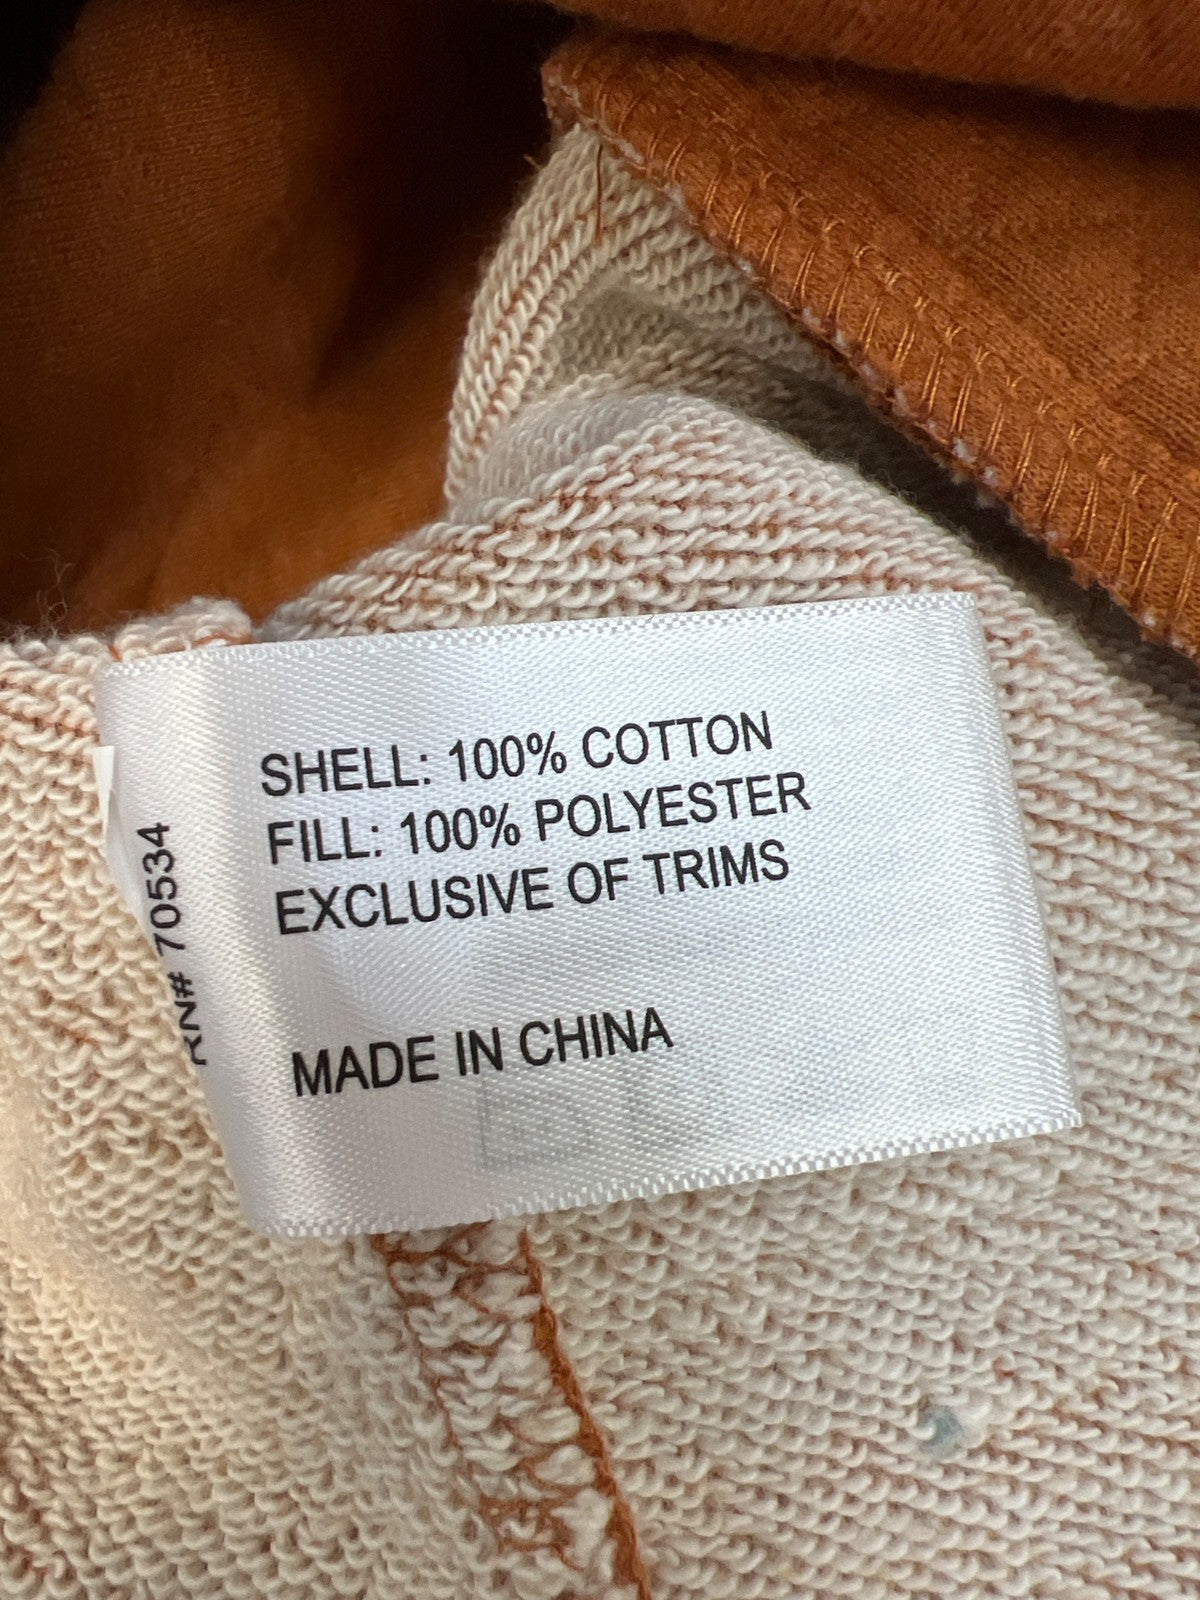 SHELL: 100% COTTON
FILL: 100% POLYESTER
EXCLUSIVE OF TRIMS
MADE IN CHINA
RN# 70534